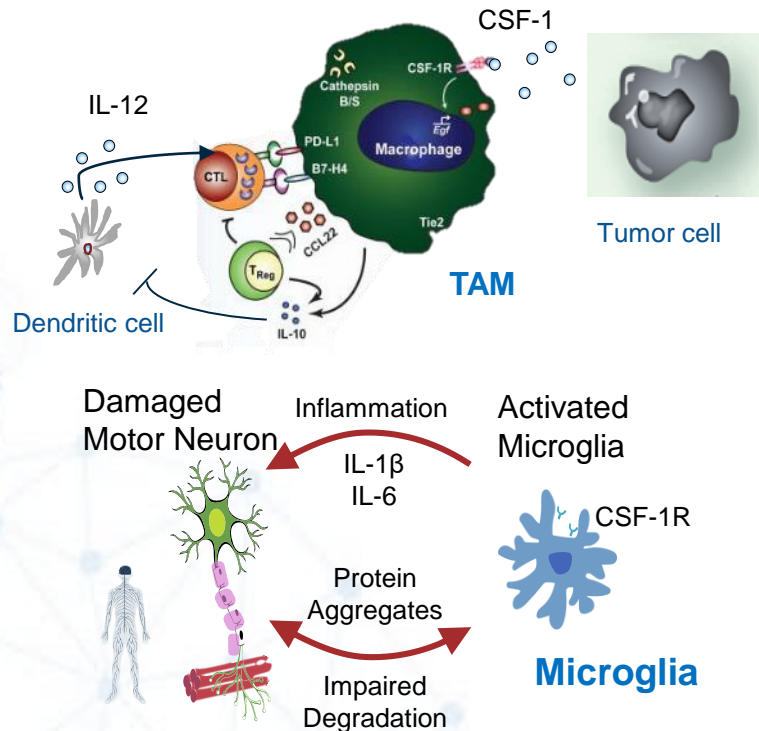 CSF-1
IL-12
Cathepsin
B/S
CSF-1R
Egf
Macrophage
PD-L1
B7-H4
CTL
CCL22
Tie2
TReg
IL-10
TAM
Tumor cell
Dendritic cell
Damaged
Motor Neuron
Inflammation
IL-1β
IL-6
Activated
Microglia
CSF-1R
Protein
Aggregates
Impaired
Degradation
Microglia